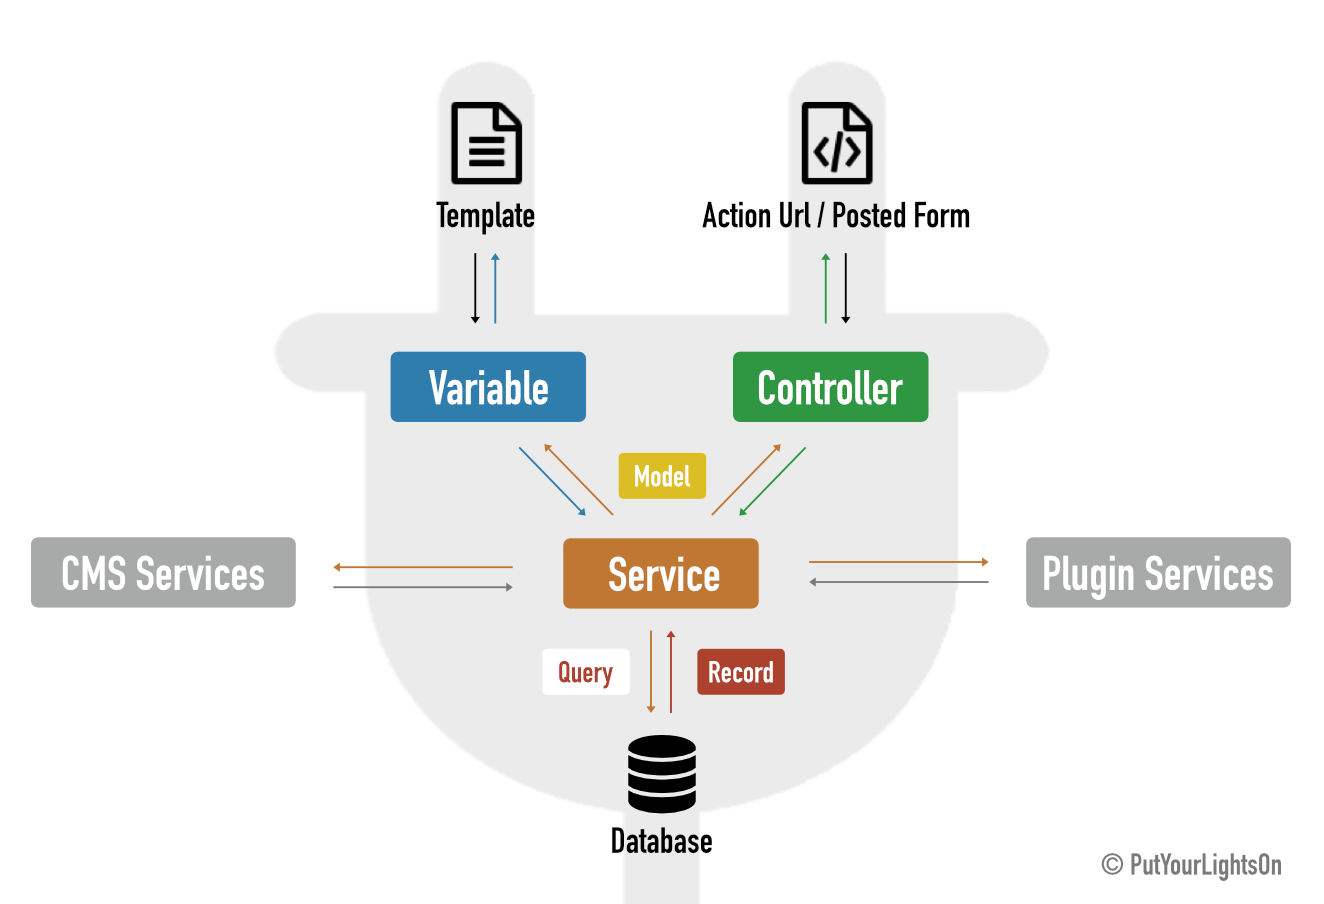 Template
Action Url / Posted Form
Variable
Controller
Model
CMS Services
Service
Plugin Services
Query
Record
Database
© PutYourLightsOn